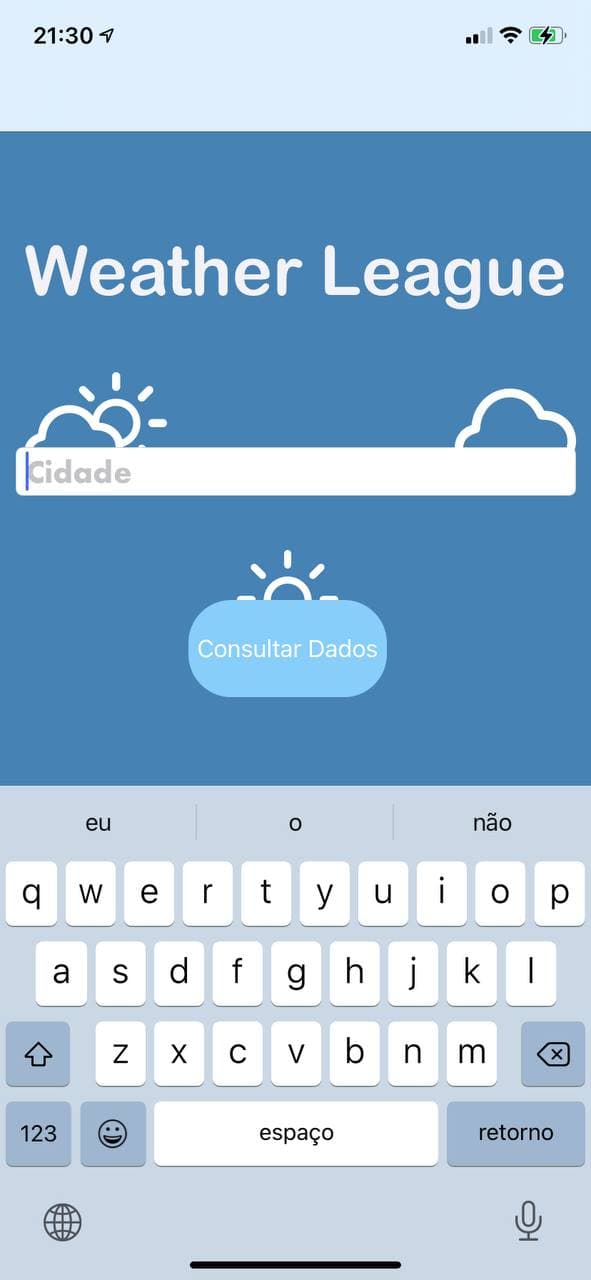 21:30
Weather League
Cidade
Consultar Dados
eu o não
q w e r t y u i o p
a s d f g h j k l
z x c v b n m
123 espaço retorno